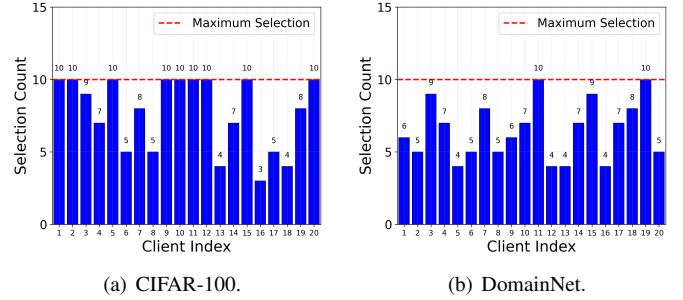 15
10
5
0
Selection Count
Maximum Selection
10 10 9 7 10 5 8 5 10 10 10 10 4 7 10 3 5 4 8 10
1 2 3 4 5 6 7 8 9 10 11 12 13 14 15 16 17 18 19 20
Client Index
(a) CIFAR-100.
15
10
5
0
Selection Count
Maximum Selection
6 5 9 7 4 5 8 5 6 7 10 4 4 7 9 4 7 8 10 5
1 2 3 4 5 6 7 8 9 10 11 12 13 14 15 16 17 18 19 20
Client Index
(b) DomainNet.